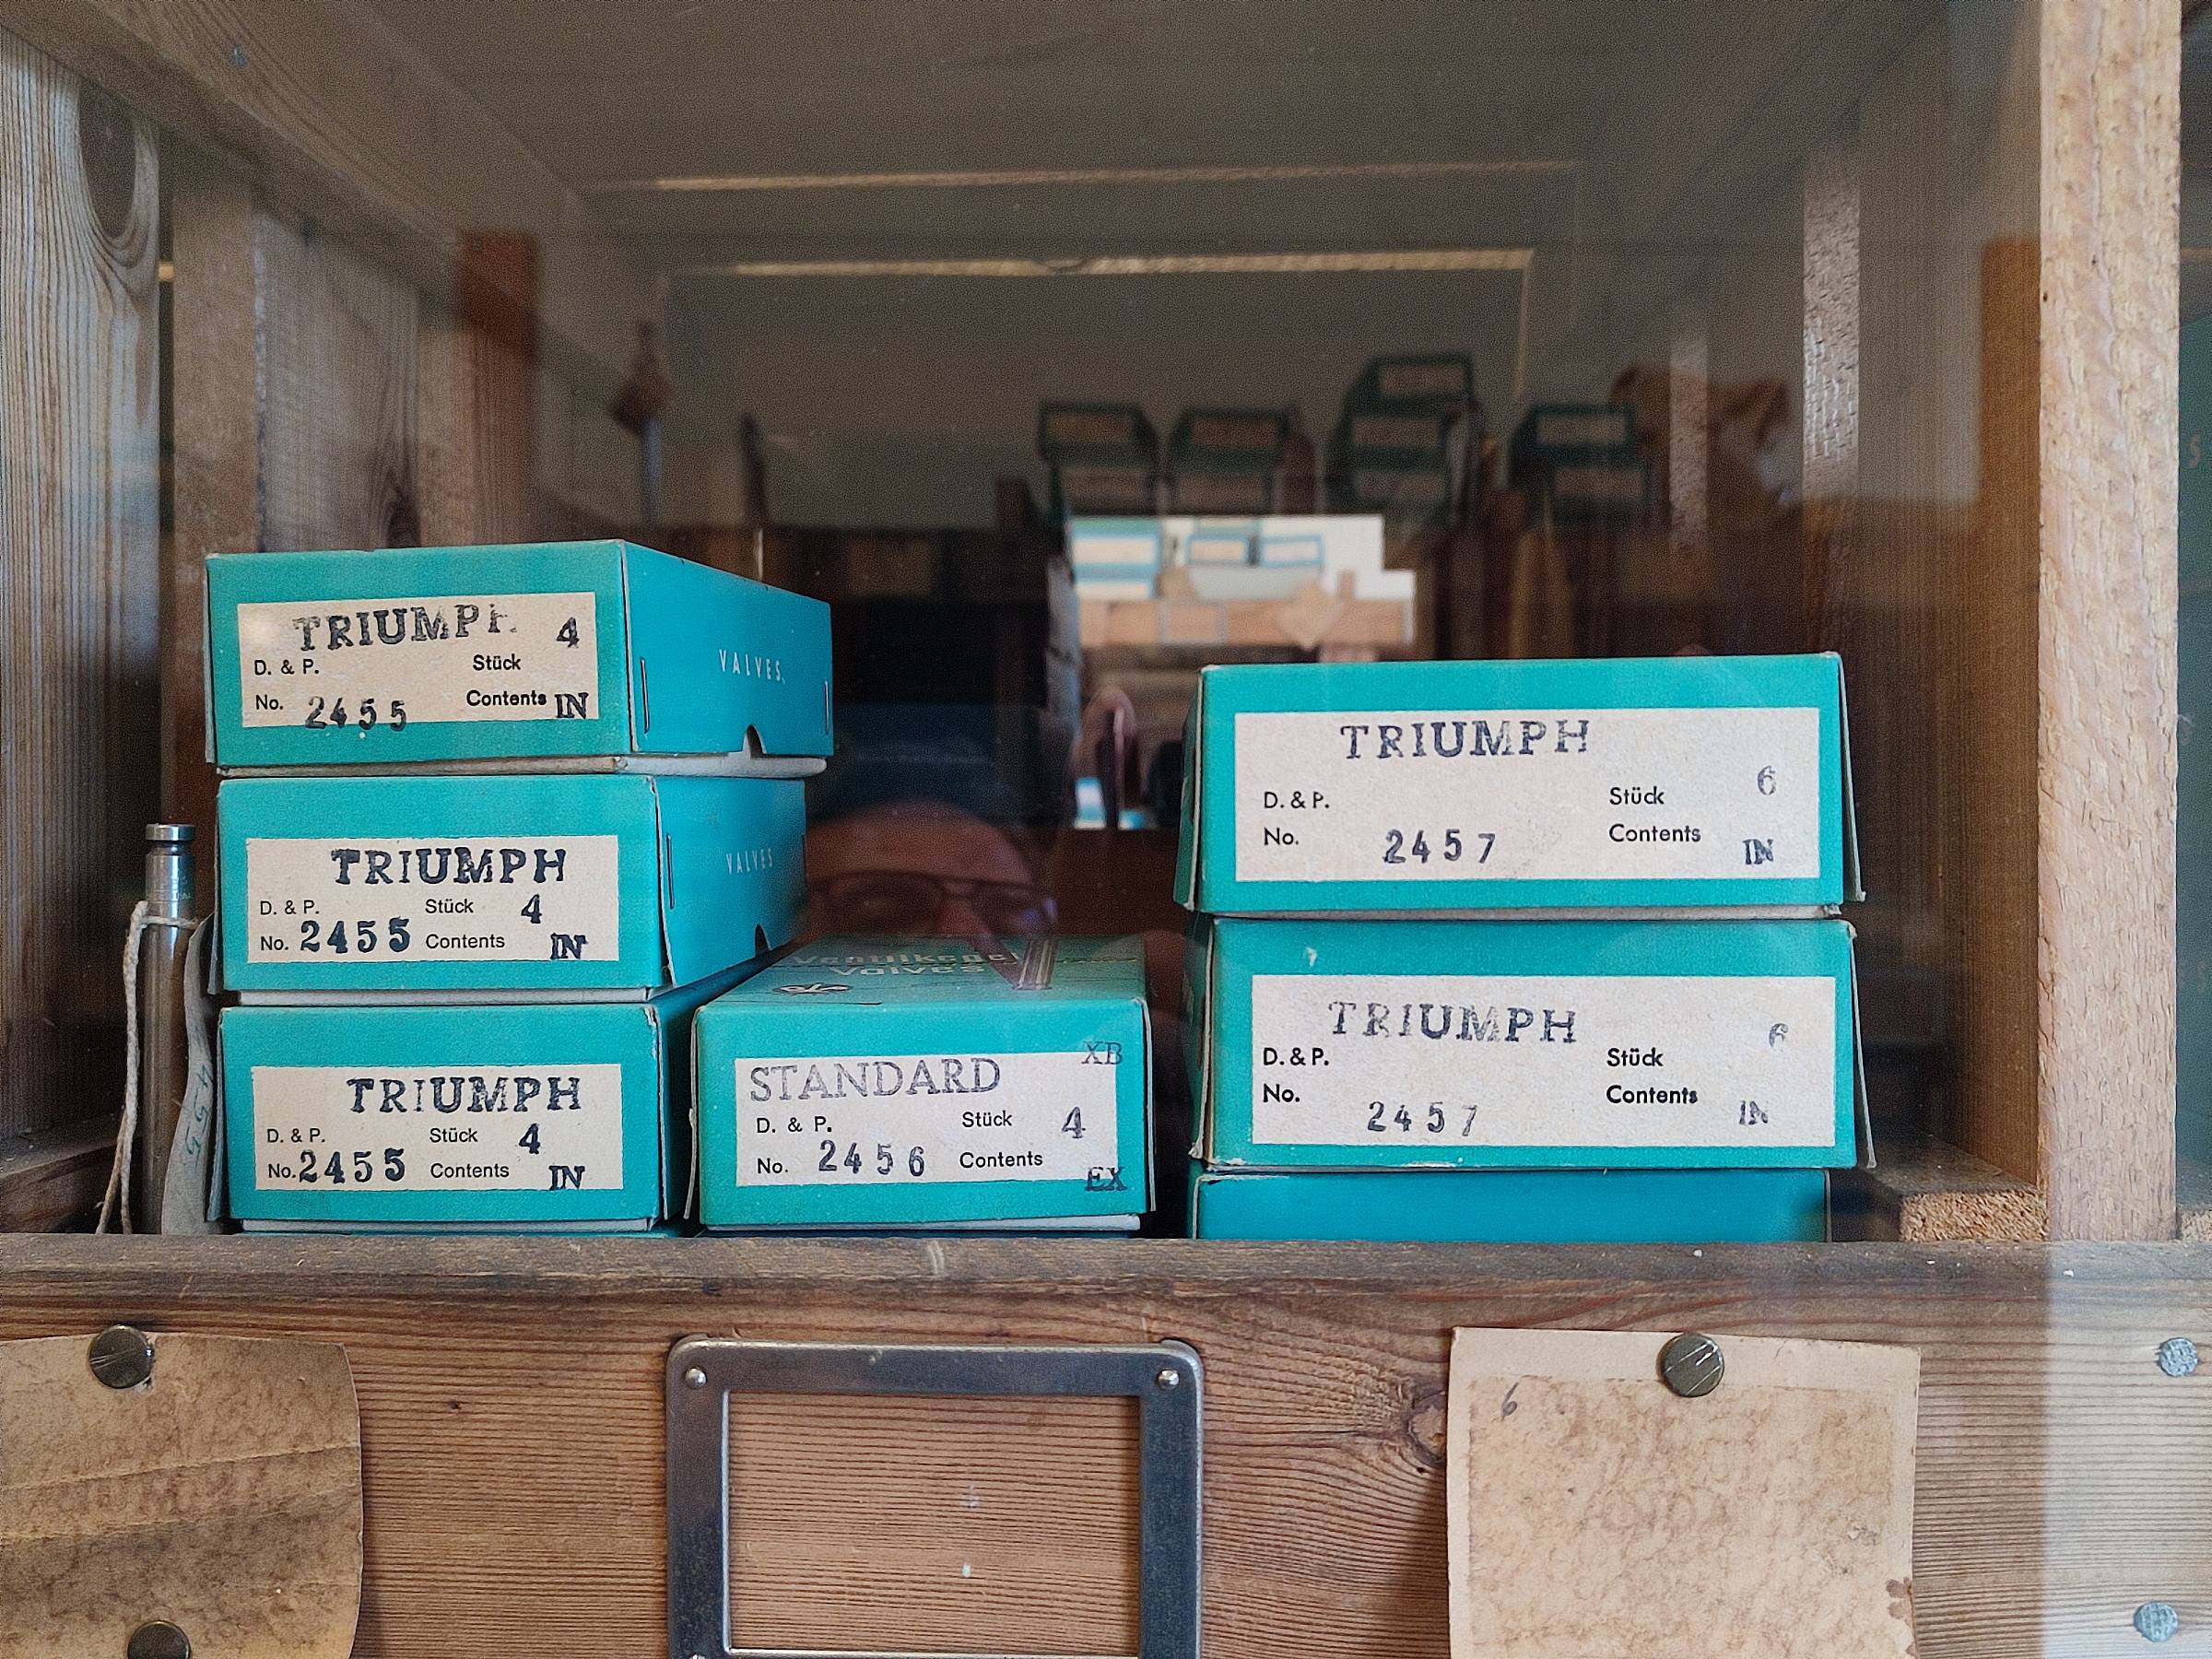 TRIUMPH 4
D. & P. Stück
No. 2455 Contents IN
VALVES
TRIUMPH
D. & P. Stück 4
No. 2455 Contents IN
VALVES
TRIUMPH
D. & P. Stück 4
No. 2455 Contents IN
2455
Valves
XB
STANDARD
D. & P. Stück 4
No. 2456 Contents
EX
TRIUMPH
D. & P. Stück 6
No. 2457 Contents IN
TRIUMPH
D. & P. Stück 6
No. 2457 Contents IN
6